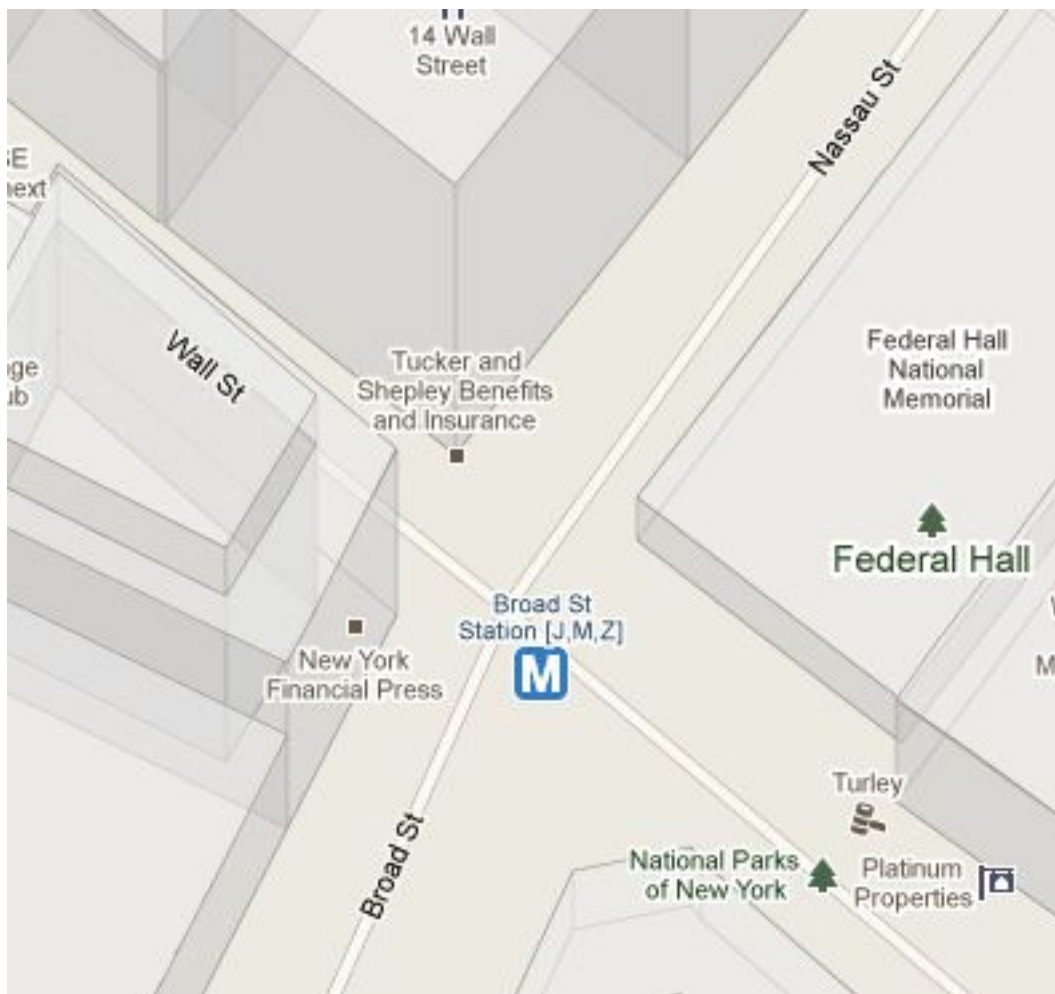 14 Wall
Street
Nassau St
Wall St
Tucker and
Shepley Benefits
and Insurance
Federal Hall
National
Memorial
Federal Hall
Broad St
Station [J,M,Z]
M
New York
Financial Press
Turley
Broad St
National Parks
of New York
Platinum
Properties